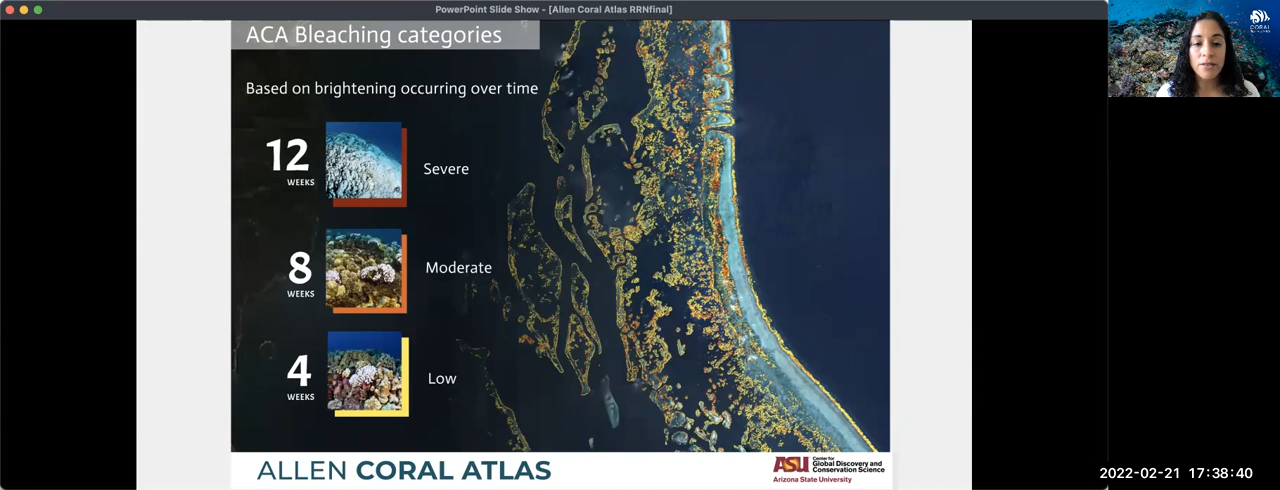 PowerPoint Slide Show - [Allen Coral Atlas RRNfinal]
ACA Bleaching categories
Based on brightening occurring over time
12
WEEKS
Severe
8
WEEKS
Moderate
4
WEEKS
Low
ALLEN CORAL ATLAS
ASU Center for
Global Discovery and
Conservation Science
Arizona State University
CORAL
2022-02-21 17:38:40